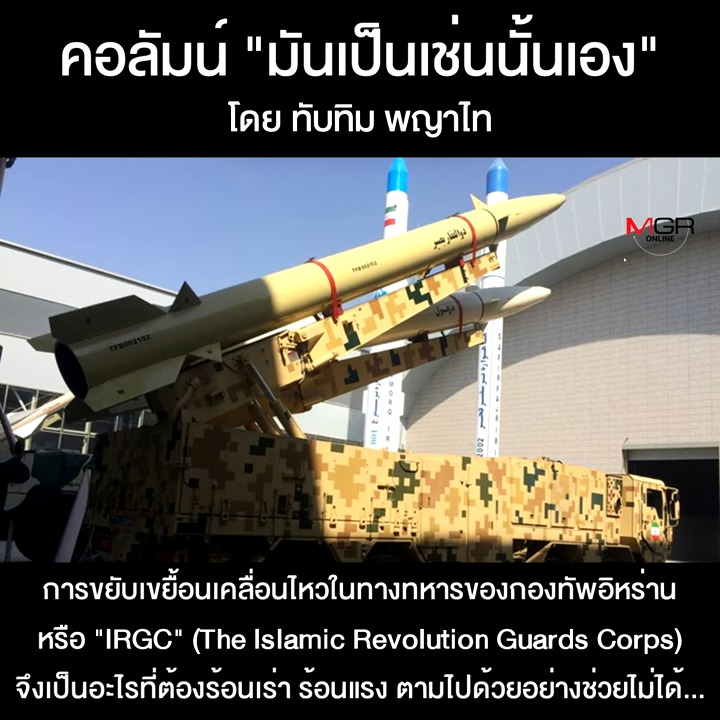 คอลัมน์ "มันเป็นเช่นนั้นเอง"
โดย ทับทิม พญาไท
MGR
ONLINE
ذوالفقار بصیر
TFB002152
TFB002152
دزفول
2002
การขยับเขยื้อนเคลื่อนไหวในทางทหารของกองทัพอิหร่าน
หรือ "IRGC" (The Islamic Revolution Guards Corps)
จึงเป็นอะไรที่ต้องร้อนเร่า ร้อนแรง ตามไปด้วยอย่างช่วยไม่ได้...